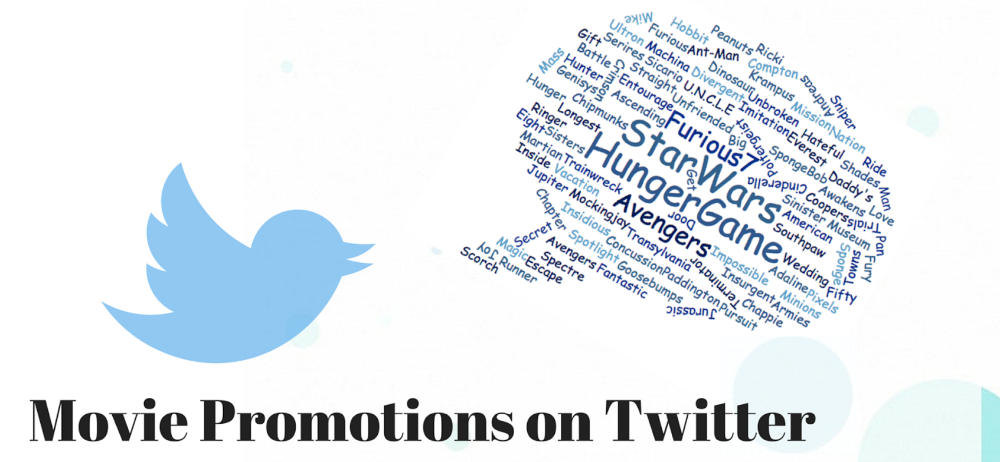 Mike
Hobbit
Peanuts
Ricki
Ultron
Furious
Ant-Man
Gift
Serires
Machina
Compton
Andreas
Battle
Sicario
Dinosaur
Krampus
Sniper
Mass
Hunter
Crimson
Straight
Divergent
Unbroken
Mission
Nation
Genisys
Entourage
U.N.C.L.E
Imitation
Hateful
Hunger
Chipmunks
Ascending
Unfriended
Poltergeist
Everest
Ride
Ringer
Longest
Furious7
Big
SpongeBob
Shades
Man
Eight
Sisters
StarWars
Get
Cinderella
Daddy's
Martian
Trainwreck
HungerGame
Coopers
Awakens
Love
Inside
Vacation
Sinister
Trials
Jupiter
Mockingjay
Avengers
Door
American
Museum
Pan
Chapter
Insidious
Transylvania
Southpaw
Sponge
Towns
Fury
Secret
Spotlight
Concussion
Impossible
Wedding
Magic
Avengers
Goosebumps
Paddington
Terminator
Insurgent
Adaline
Pixels
Fifty
Joy
Runner
Escape
Spectre
Fantastic
Jurassic
Pursuit
Chappie
Armies
Minions
Scorch
Movie Promotions on Twitter